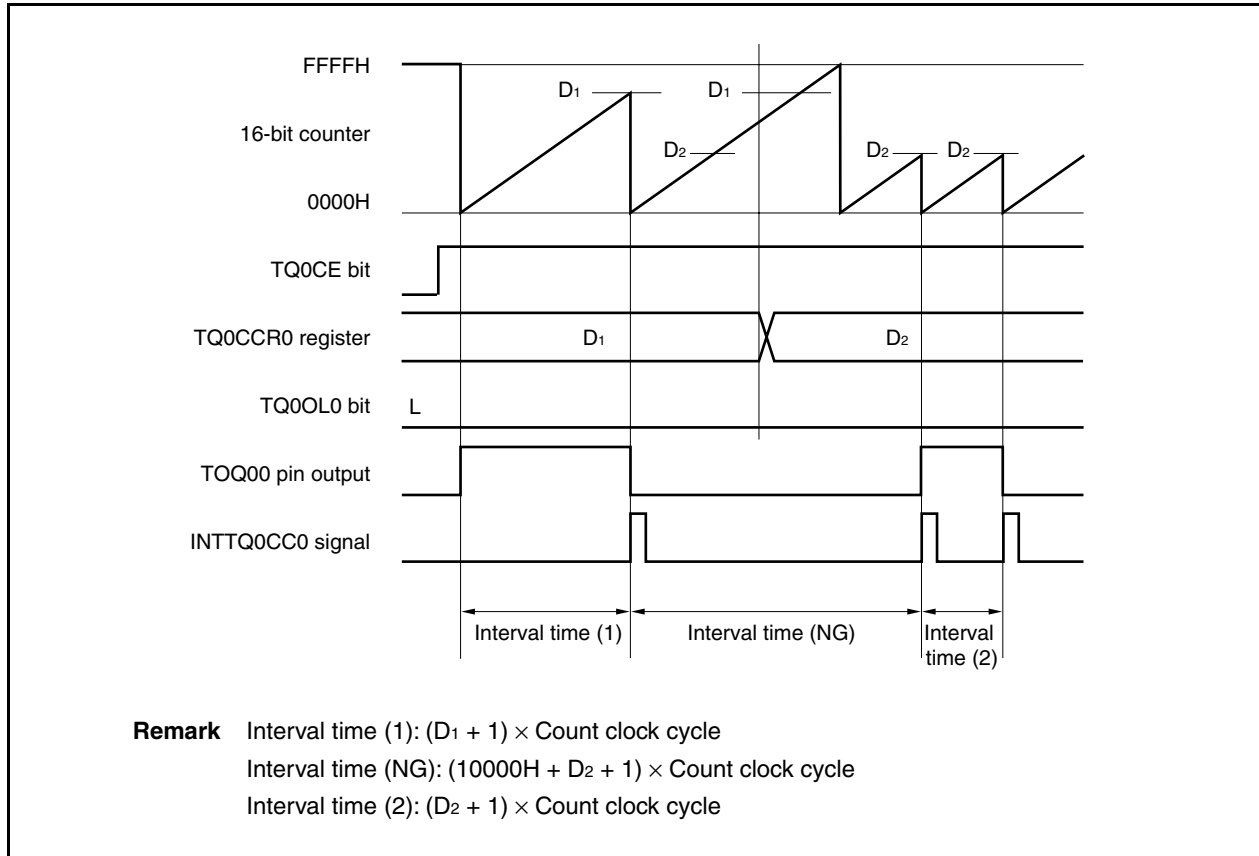 FFFFH
D1
D1
16-bit counter
D2
D2
D2
0000H
TQ0CE bit
TQ0CCR0 register
D1
D2
TQ0OL0 bit
L
TOQ00 pin output
INTTQ0CC0 signal
Interval time (1)
Interval time (NG)
Interval
time (2)
Remark Interval time (1): (D1 + 1) × Count clock cycle
Interval time (NG): (10000H + D2 + 1) × Count clock cycle
Interval time (2): (D2 + 1) × Count clock cycle